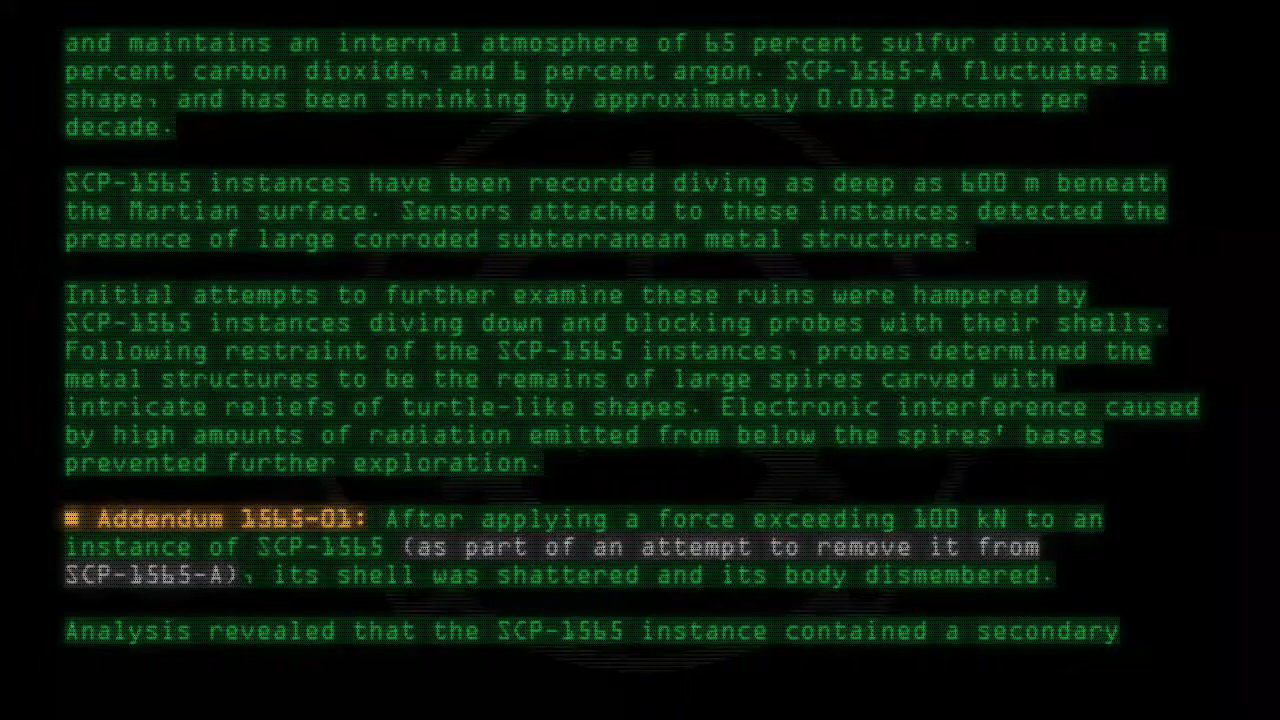 and maintains an internal atmosphere of 65 percent sulfur dioxide, 29
percent carbon dioxide, and 6 percent argon. SCP-1565-A fluctuates in
shape, and has been shrinking by approximately 0.012 percent per
decade.
SCP-1565 instances have been recorded diving as deep as 600 m beneath
the Martian surface. Sensors attached to these instances detected the
presence of large corroded subterranean metal structures.
Initial attempts to further examine these ruins were hampered by
SCP-1565 instances diving down and blocking probes with their shells.
Following restraint of the SCP-1565 instances, probes determined the
metal structures to be the remains of large spires carved with
intricate reliefs of turtle-like shapes. Electronic interference caused
by high amounts of radiation emitted from below the spires' bases
prevented further exploration.
■ Addendum 1565-01: After applying a force exceeding 100 kN to an
instance of SCP-1565 (as part of an attempt to remove it from
SCP-1565-A), its shell was shattered and its body dismembered.
Analysis revealed that the SCP-1565 instance contained a secondary